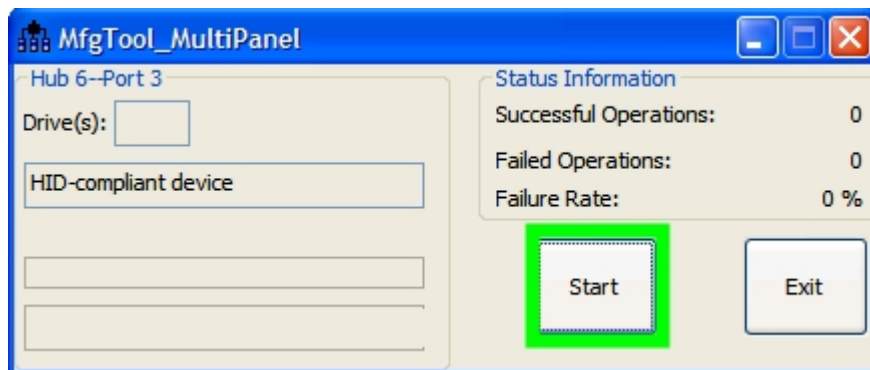 MfgTool_MultiPanel
Hub 6--Port 3
Drive(s):
HID-compliant device
Status Information
Successful Operations: 0
Failed Operations: 0
Failure Rate: 0 %
Start
Exit